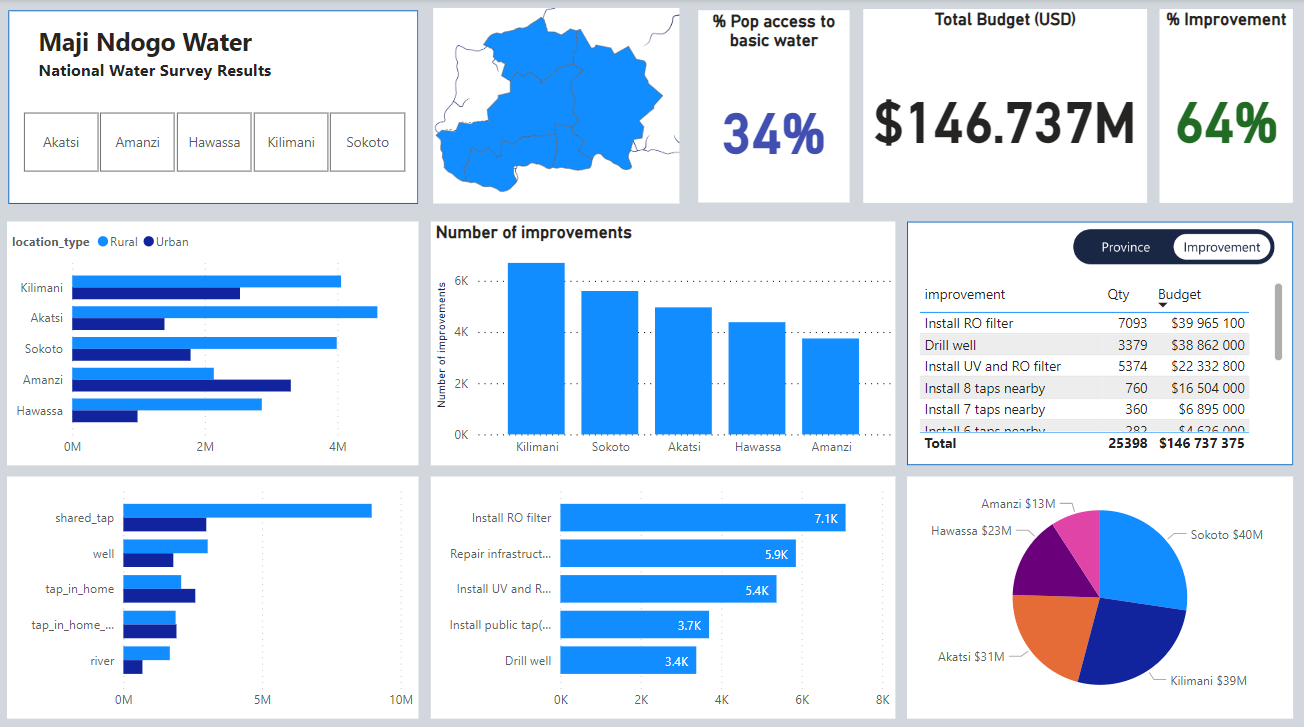 Maji Ndogo Water
National Water Survey Results
Akatsi Amanzi Hawassa Kilimani Sokoto
% Pop access to
basic water
34%
Total Budget (USD)
$146.737M
% Improvement
64%
location_type Rural Urban
Kilimani
Akatsi
Sokoto
Amanzi
Hawassa
0M 2M 4M
Number of improvements
Number of improvements
6K
4K
2K
0K
Kilimani Sokoto Akatsi Hawassa Amanzi
Province Improvement
improvement Qty Budget
Install RO filter 7093 $39 965 100
Drill well 3379 $38 862 000
Install UV and RO filter 5374 $22 332 800
Install 8 taps nearby 760 $16 504 000
Install 7 taps nearby 360 $6 895 000
Install 6 taps nearby 282 $4 626 000
Total 25398 $146 737 375
shared_tap
well
tap_in_home
tap_in_home_...
river
0M 5M 10M
Install RO filter 7.1K
Repair infrastruct... 5.9K
Install UV and R... 5.4K
Install public tap(... 3.7K
Drill well 3.4K
0K 2K 4K 6K 8K
Amanzi $13M
Hawassa $23M
Sokoto $40M
Akatsi $31M
Kilimani $39M